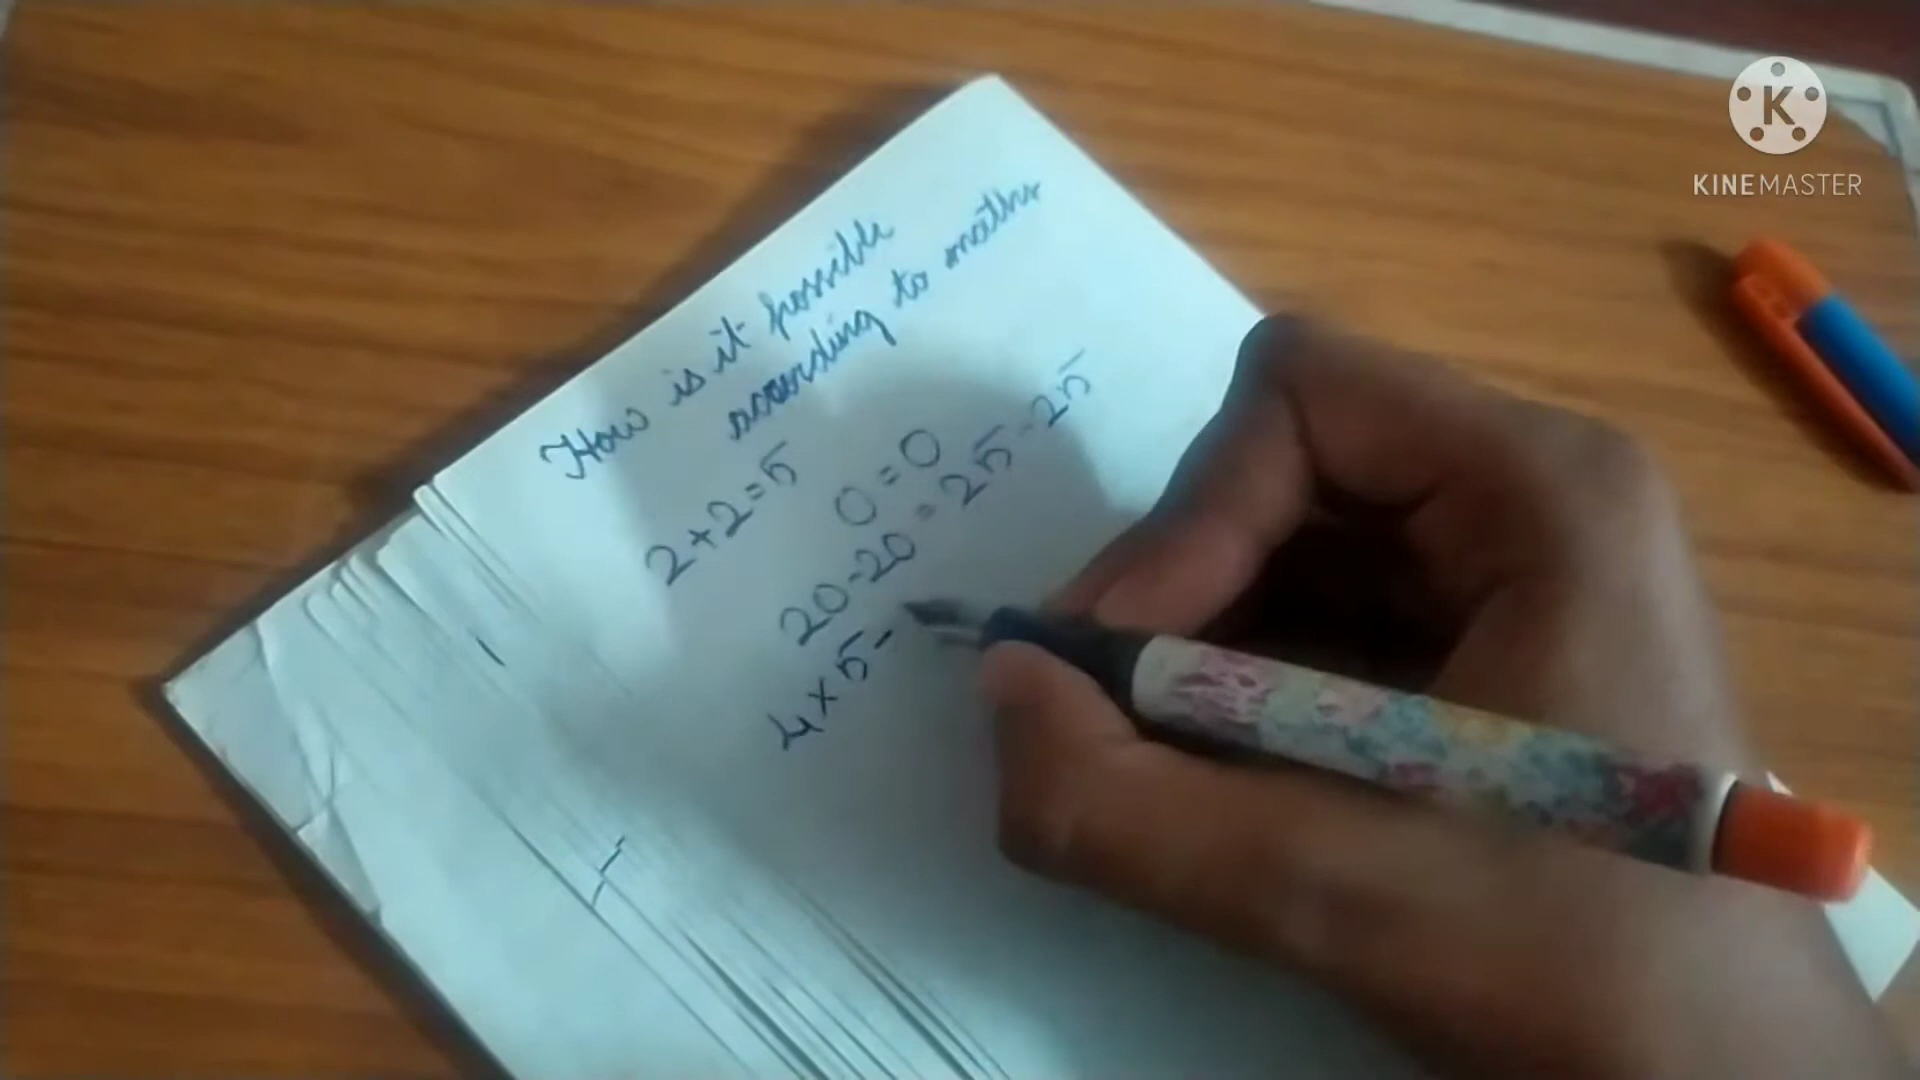 How is it possible
according to maths
2+2=5
0=0
20-20=25-25
4×5-
KINEMASTER